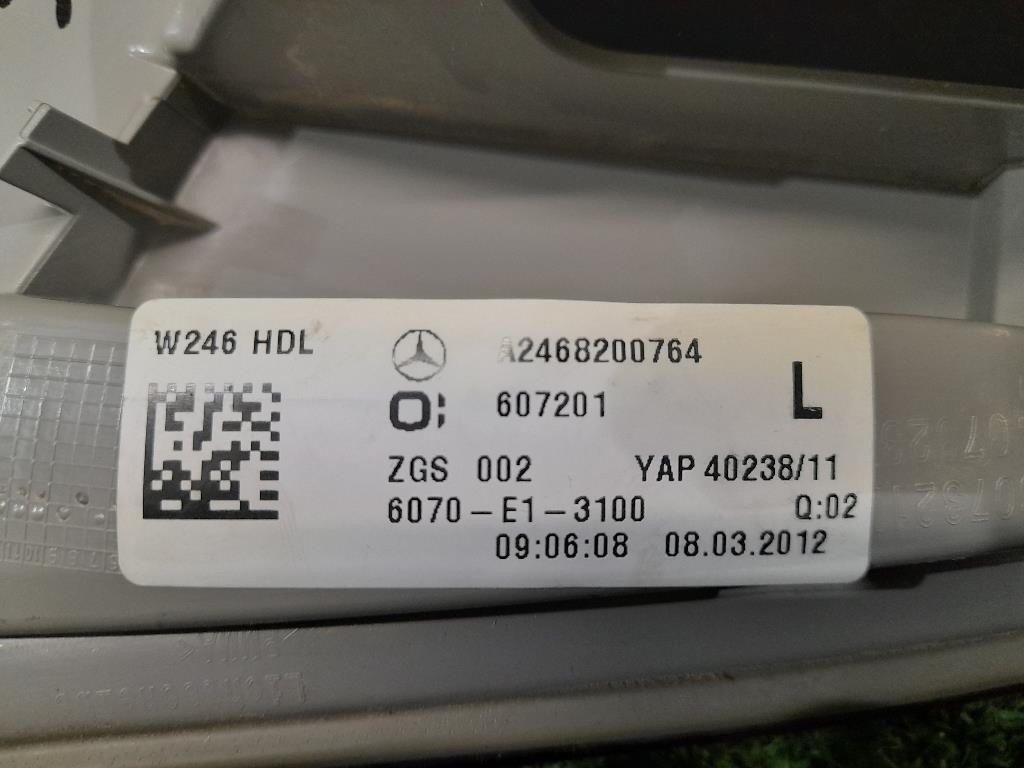 W246 HDL
A2468200764
O; 607201
L
ZGS 002 YAP 40238/11
6070-E1-3100 Q:02
09:06:08 08.03.2012